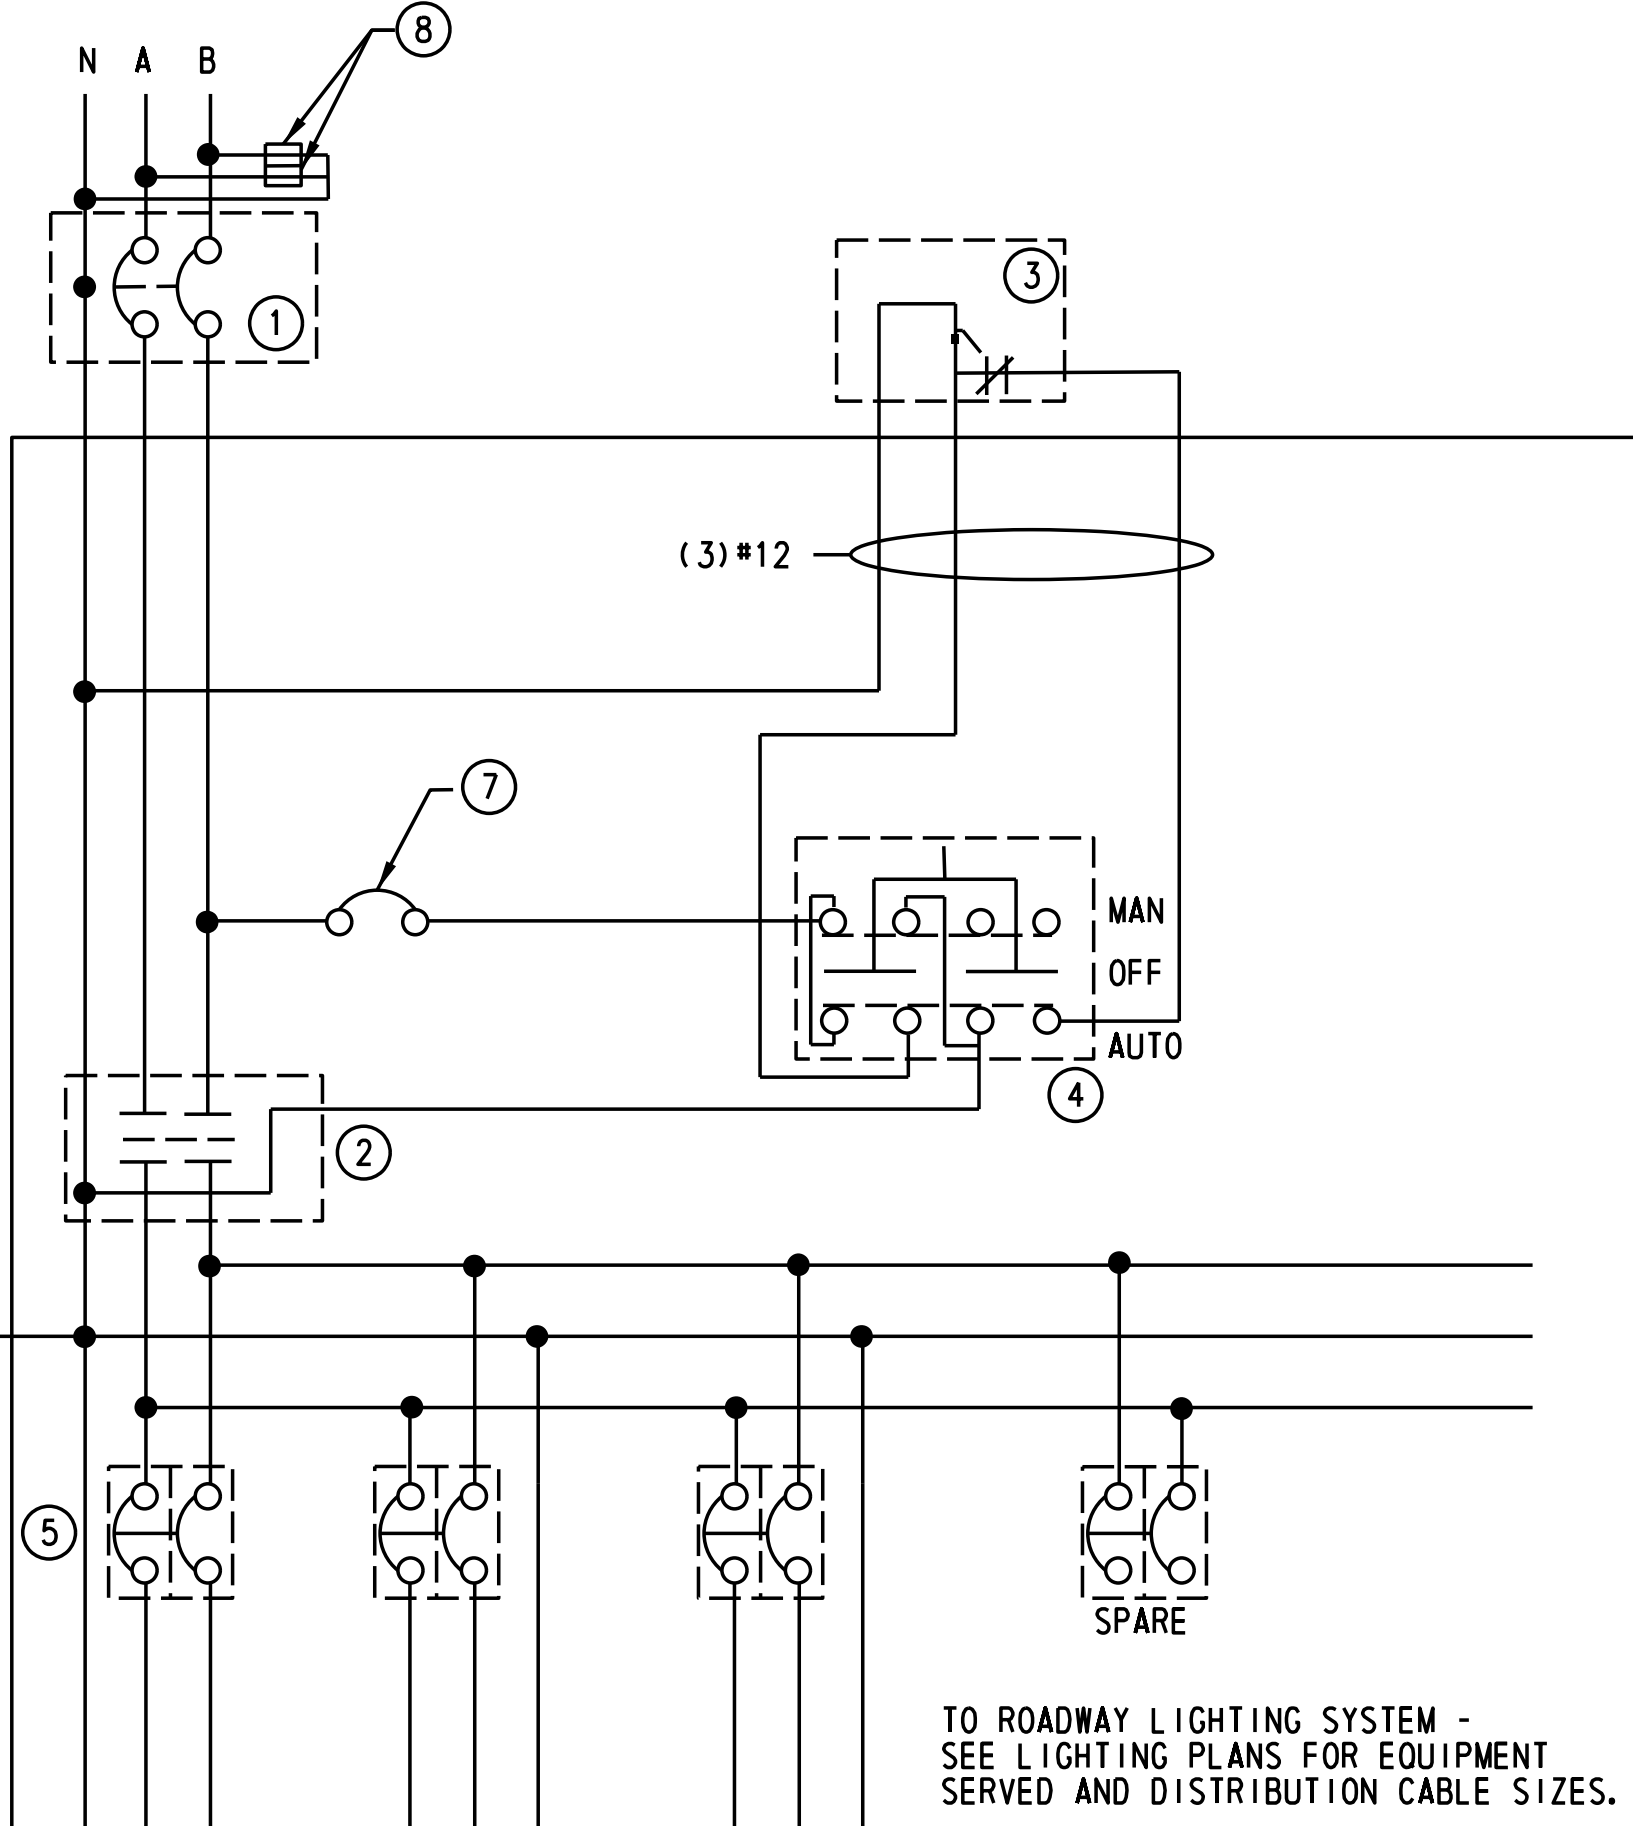 8
N A B
1
3
(3)#12
7
MAN
OFF
AUTO
4
2
5
SPARE
TO ROADWAY LIGHTING SYSTEM -
SEE LIGHTING PLANS FOR EQUIPMENT
SERVED AND DISTRIBUTION CABLE SIZES.